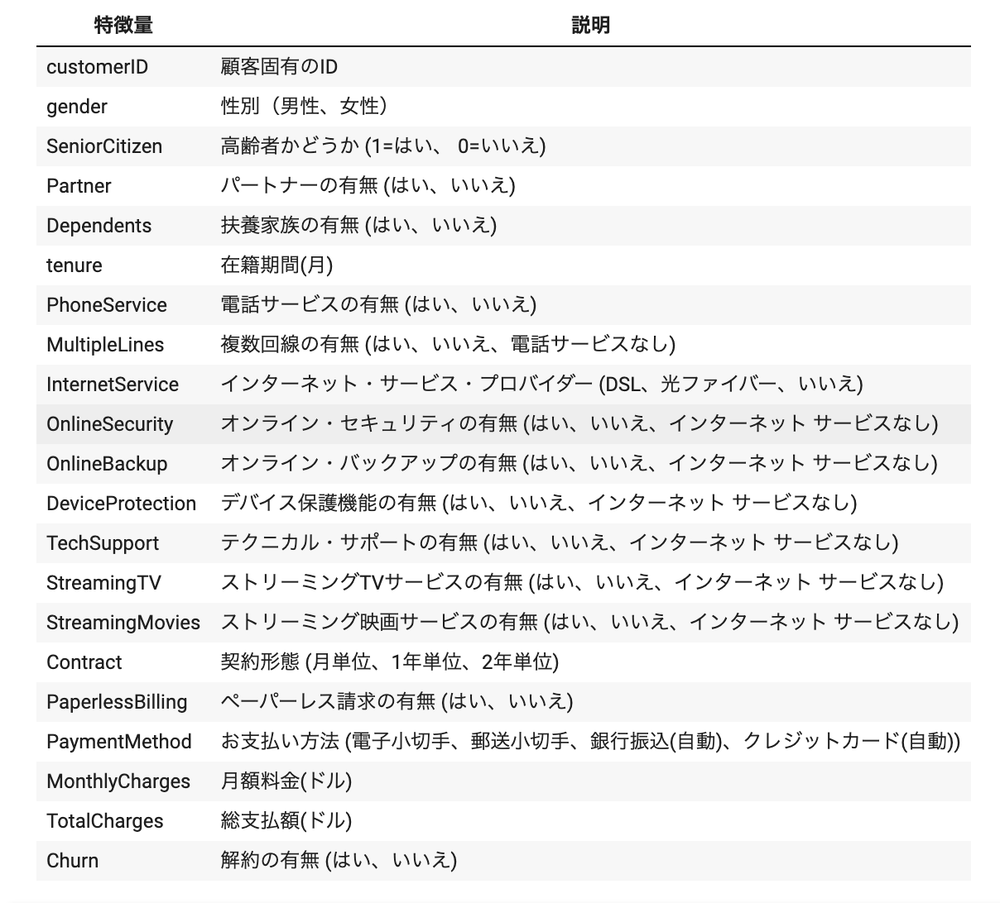 特徴量 説明
customerID 顧客固有のID
gender 性別（男性、女性）
SeniorCitizen 高齢者かどうか (1=はい、 0=いいえ)
Partner パートナーの有無 (はい、いいえ)
Dependents 扶養家族の有無 (はい、いいえ)
tenure 在籍期間(月)
PhoneService 電話サービスの有無 (はい、いいえ)
MultipleLines 複数回線の有無 (はい、いいえ、電話サービスなし)
InternetService インターネット・サービス・プロバイダー (DSL、光ファイバー、いいえ)
OnlineSecurity オンライン・セキュリティの有無 (はい、いいえ、インターネット サービスなし)
OnlineBackup オンライン・バックアップの有無 (はい、いいえ、インターネット サービスなし)
DeviceProtection デバイス保護機能の有無 (はい、いいえ、インターネット サービスなし)
TechSupport テクニカル・サポートの有無 (はい、いいえ、インターネット サービスなし)
StreamingTV ストリーミングTVサービスの有無 (はい、いいえ、インターネット サービスなし)
StreamingMovies ストリーミング映画サービスの有無 (はい、いいえ、インターネット サービスなし)
Contract 契約形態 (月単位、1年単位、2年単位)
PaperlessBilling ペーパーレス請求の有無 (はい、いいえ)
PaymentMethod お支払い方法 (電子小切手、郵送小切手、銀行振込(自動)、クレジットカード(自動))
MonthlyCharges 月額料金(ドル)
TotalCharges 総支払額(ドル)
Churn 解約の有無 (はい、いいえ)